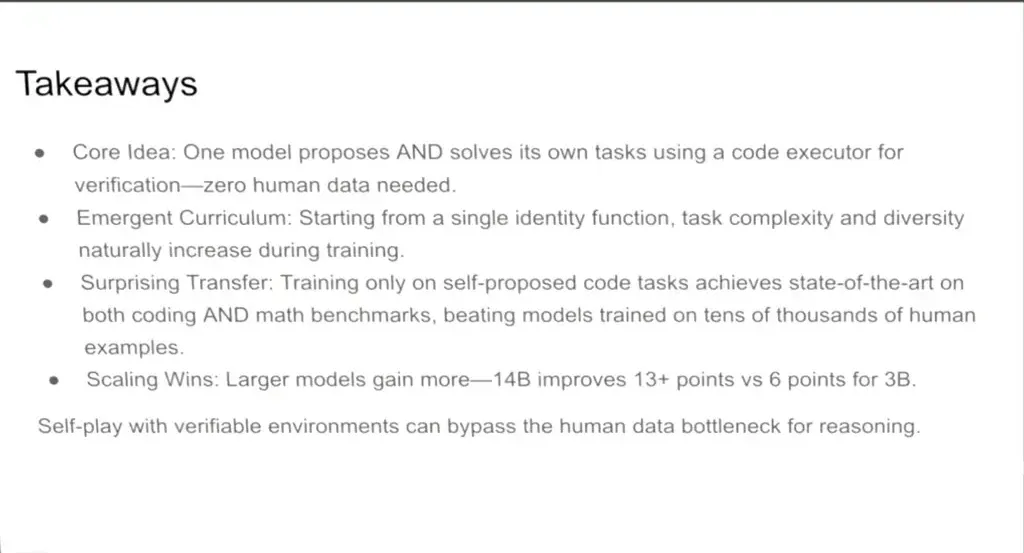 Takeaways
● Core Idea: One model proposes AND solves its own tasks using a code executor for
verification—zero human data needed.
● Emergent Curriculum: Starting from a single identity function, task complexity and diversity
naturally increase during training.
● Surprising Transfer: Training only on self-proposed code tasks achieves state-of-the-art on
both coding AND math benchmarks, beating models trained on tens of thousands of human
examples.
● Scaling Wins: Larger models gain more—14B improves 13+ points vs 6 points for 3B.
Self-play with verifiable environments can bypass the human data bottleneck for reasoning.